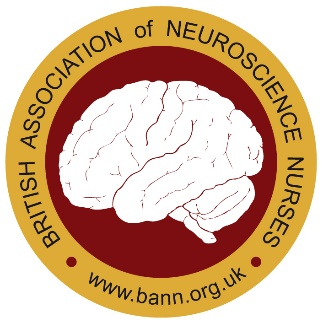 BRITISH ASSOCIATION of NEUROSCIENCE NURSES
www.bann.org.uk